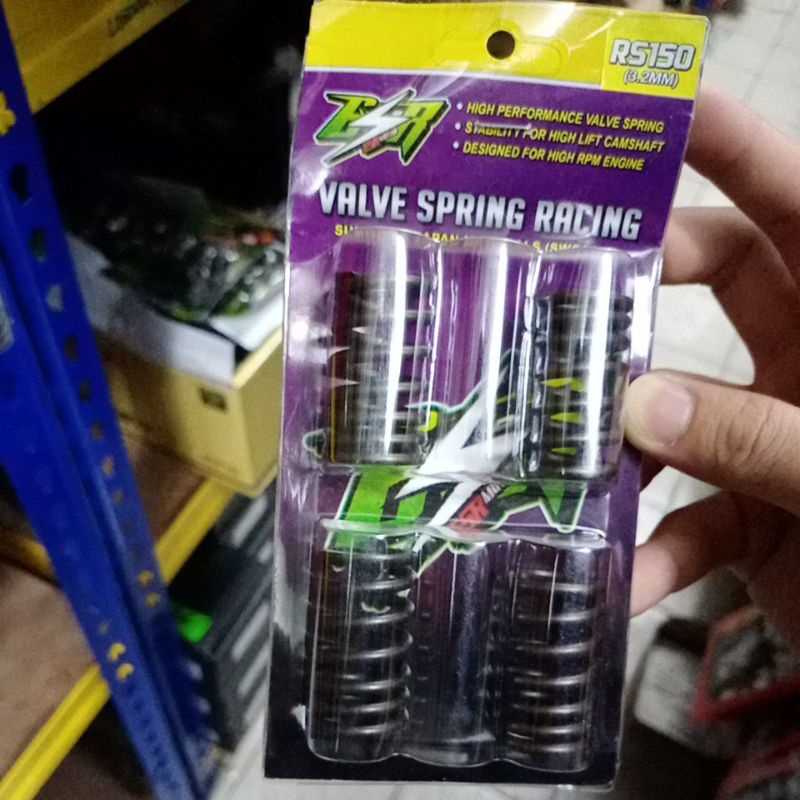 RS150
(3.2MM)
• HIGH PERFORMANCE VALVE SPRING
• STABILITY FOR HIGH LIFT CAMSHAFT
• DESIGNED FOR HIGH RPM ENGINE
VALVE SPRING RACING